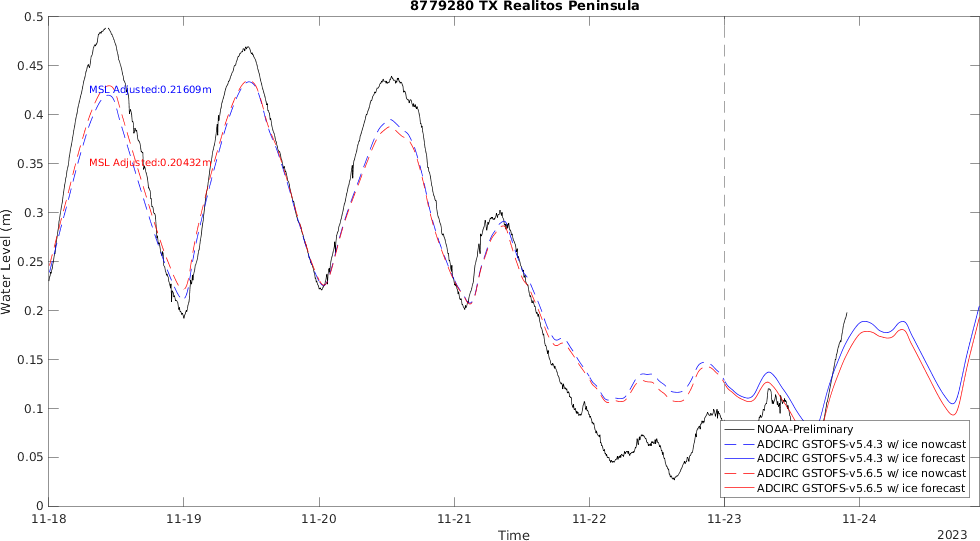 8779280 TX Realitos Peninsula
0.5
0.45
0.4
0.35
0.3
0.25
0.2
0.15
0.1
0.05
0
Water Level (m)
MSL Adjusted:0.21609m
MSL Adjusted:0.20432m
NOAA-Preliminary
ADCIRC GSTOFS-v5.4.3 w/ ice nowcast
ADCIRC GSTOFS-v5.4.3 w/ ice forecast
ADCIRC GSTOFS-v5.6.5 w/ ice nowcast
ADCIRC GSTOFS-v5.6.5 w/ ice forecast
11-18 11-19 11-20 11-21 11-22 11-23 11-24
Time
2023